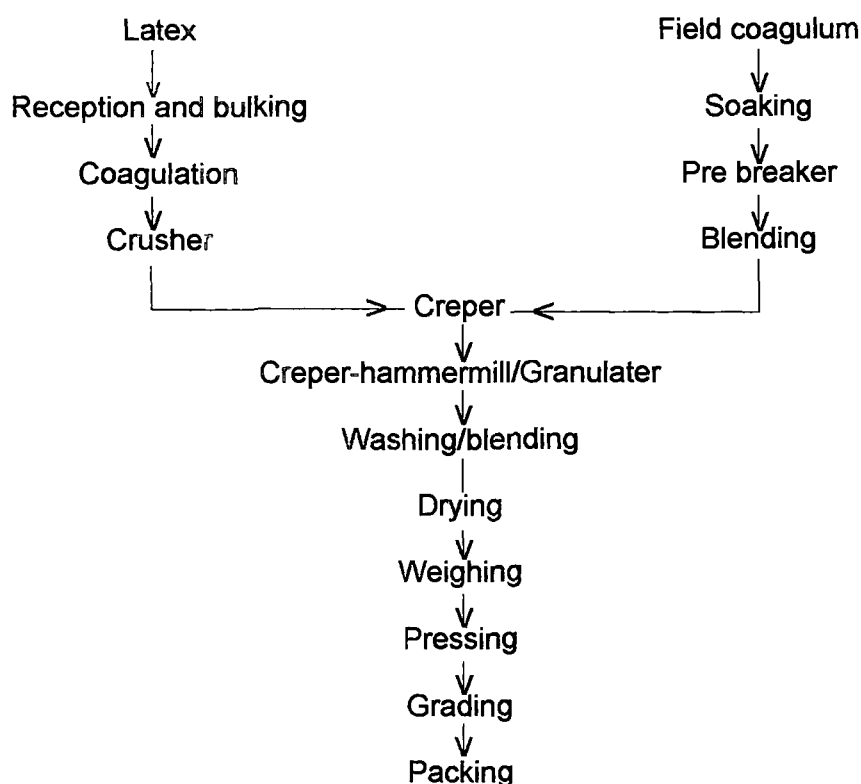 Latex
Field coagulum
Reception and bulking
Soaking
Coagulation
Pre breaker
Crusher
Blending
Creper
Creper-hammermill/Granulater
Washing/blending
Drying
Weighing
Pressing
Grading
Packing